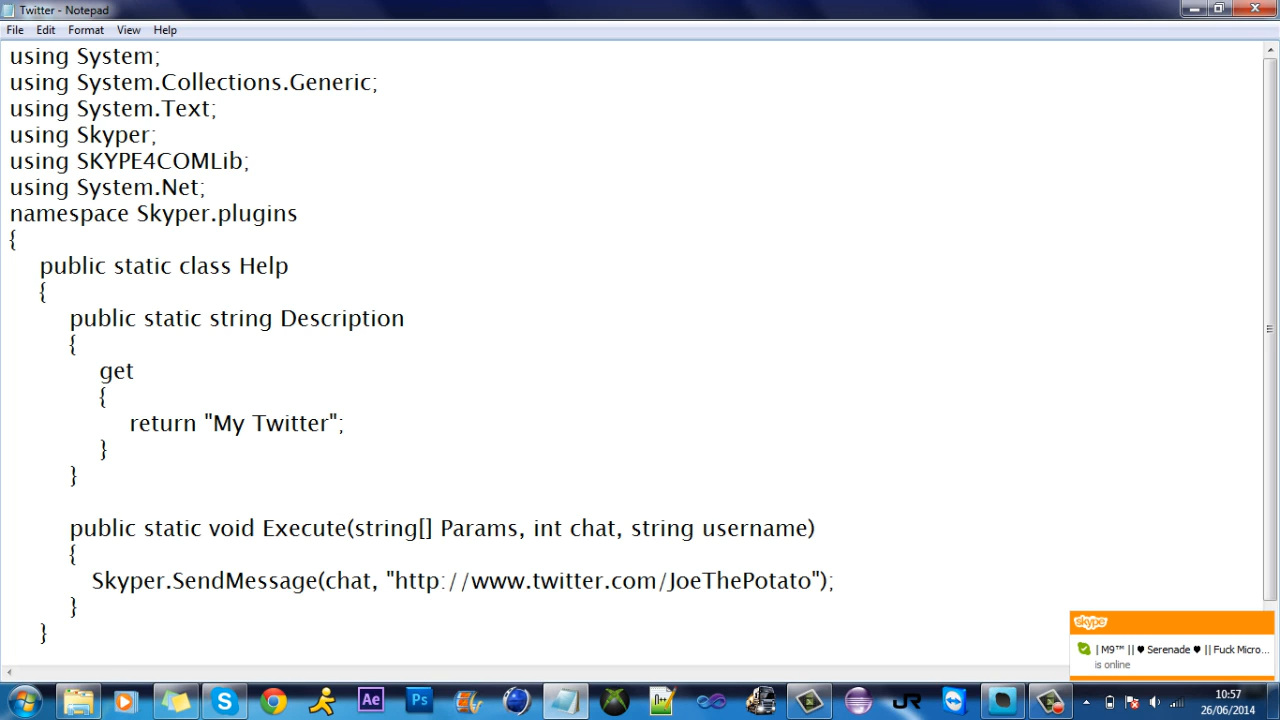 Twitter - Notepad
File Edit Format View Help
using System;
using System.Collections.Generic;
using System.Text;
using Skyper;
using SKYPE4COMLib;
using System.Net;
namespace Skyper.plugins
{
public static class Help
{
public static string Description
{
get
{
return "My Twitter";
}
}
public static void Execute(string[] Params, int chat, string username)
{
Skyper.SendMessage(chat, "http://www.twitter.com/JoeThePotato");
}
}
skype
| M9™ || ♥ Serenade ♥ || Fuck Micro...
is online
Ae Ps N++ JR
10:57
26/06/2014